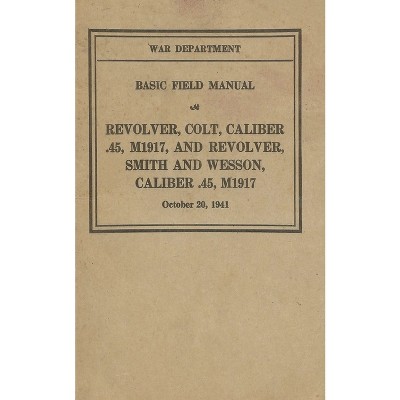 WAR DEPARTMENT
BASIC FIELD MANUAL
REVOLVER, COLT, CALIBER
.45, M1917, AND REVOLVER,
SMITH AND WESSON,
CALIBER .45, M1917
October 20, 1941